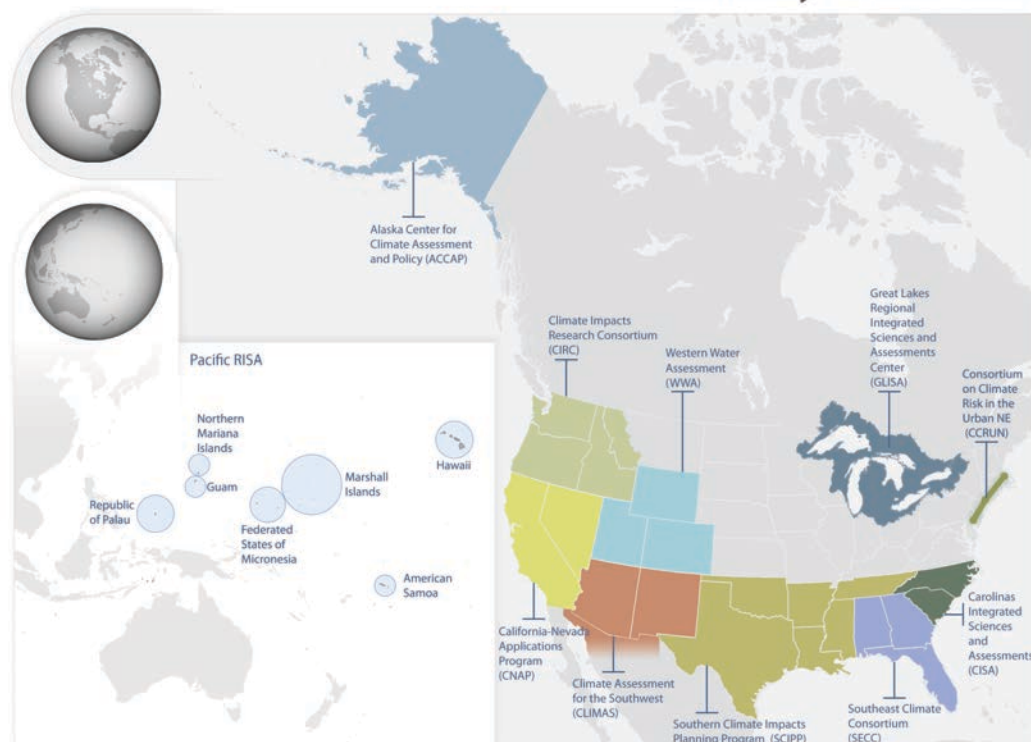 Alaska Center for
Climate Assessment
and Policy (ACCAP)
Great Lakes
Regional
Integrated
Sciences and
Assessments
Center
(GLISA)
Climate Impacts
Research Consortium
(CIRC)
Western Water
Assessment
(WWA)
Consortium
on Climate
Risk in the
Urban NE
(CCRUN)
Pacific RISA
Northern
Mariana
Islands
Guam
Hawaii
Marshall
Islands
Republic
of Palau
Federated
States of
Micronesia
American
Samoa
Carolinas
Integrated
Sciences
and
Assessments
(CISA)
California-Nevada
Applications
Program
(CNAP)
Climate Assessment
for the Southwest
(CLIMAS)
Southeast Climate
Consortium
(SECC)
Southern Climate Impacts
Planning Program (SCIPP)